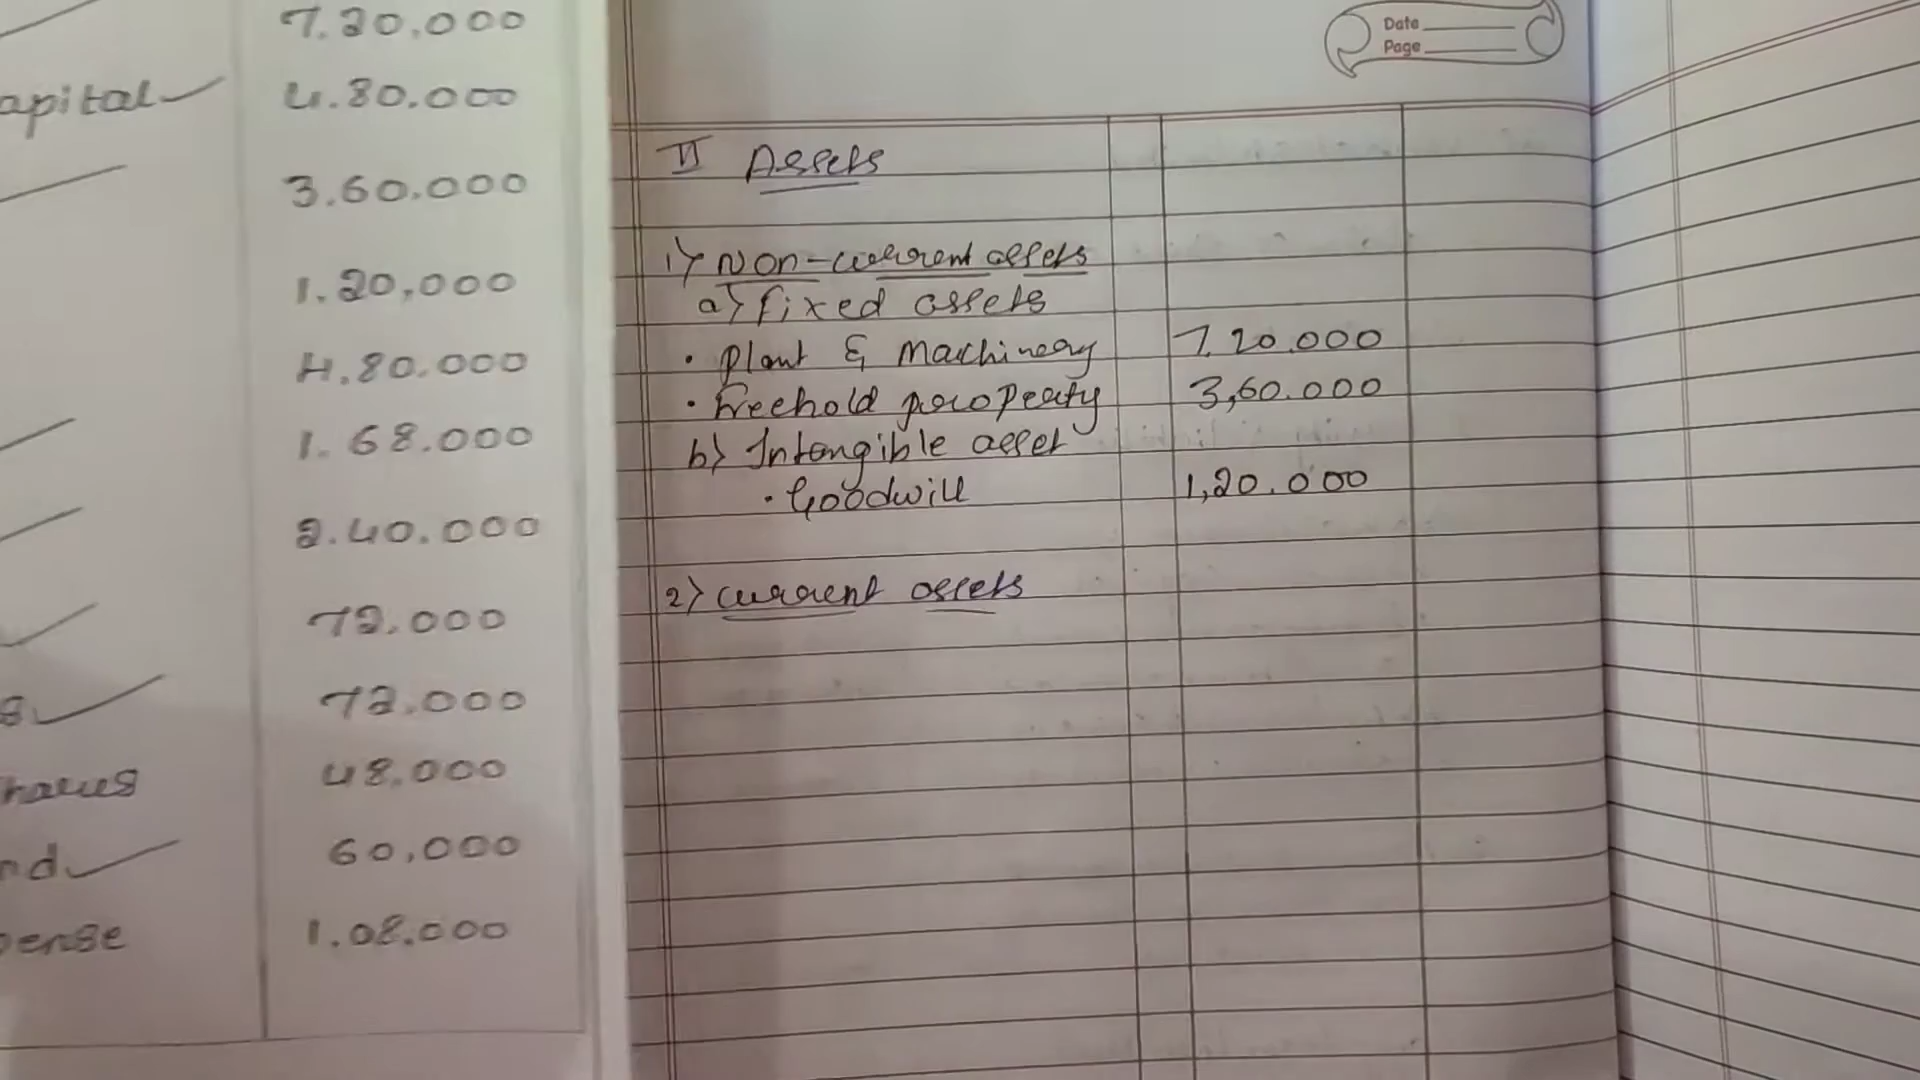 7.20.000
apital 4.80.000
3.60.000
1.20,000
4.80.000
1.68.000
2.40.000
72.000
72.000
48.000
60,000
1.08.000
Date
Page
II Assets
1) Non-current assets
a) fixed assets
• plant & Machinery 7.20.000
• freehold property 3,60.000
b) Intangible asset
• Goodwill 1,20.000
2) current assets